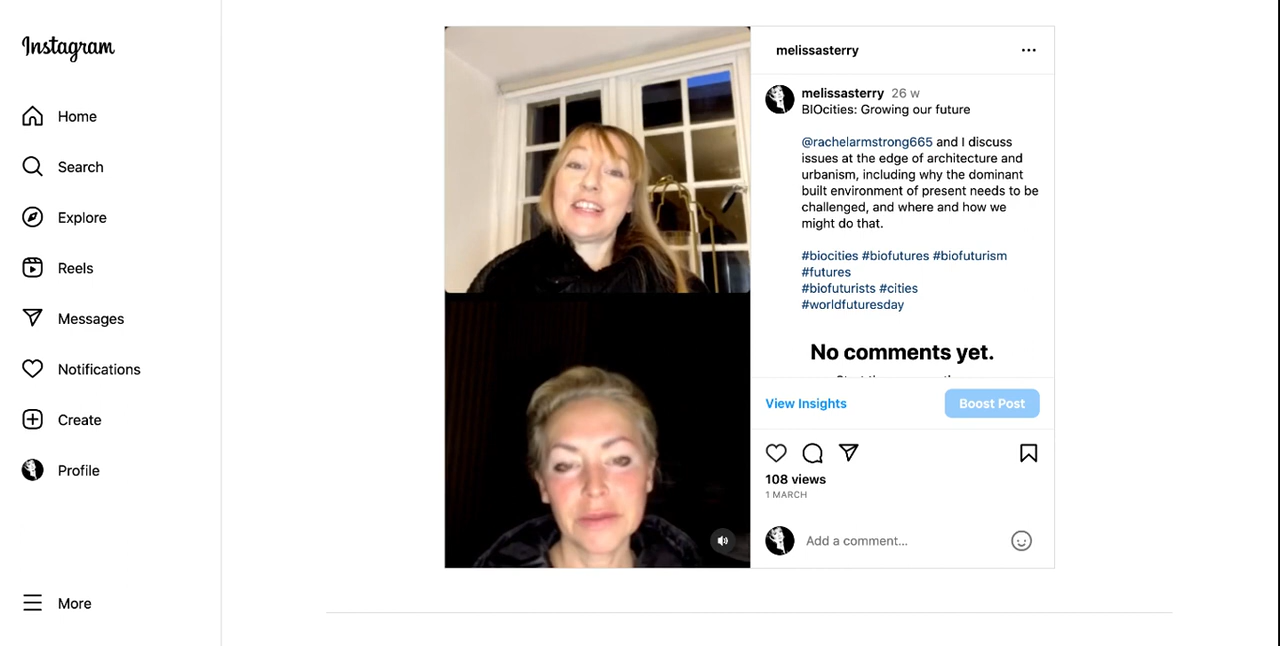 Instagram
Home
Search
Explore
Reels
Messages
Notifications
Create
Profile
More
melissasterry
melissasterry 26 w
BIOcities: Growing our future
@rachelarmstrong665 and I discuss
issues at the edge of architecture and
urbanism, including why the dominant
built environment of present needs to be
challenged, and where and how we
might do that.
#biocities #biofutures #biofuturism
#futures
#biofuturists #cities
#worldfuturesday
No comments yet.
View Insights
Boost Post
108 views
1 MARCH
Add a comment...